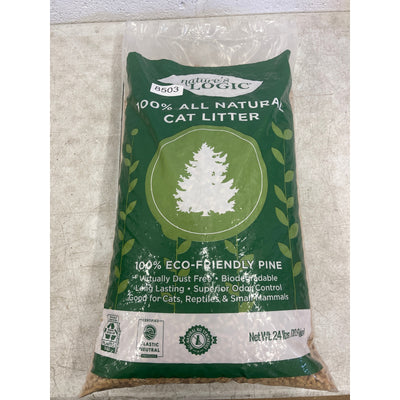 nature's
LOGIC®
8503
100% ALL NATURAL
CAT LITTER
100% ECO-FRIENDLY PINE
Virtually Dust Free • Biodegradable
Long Lasting • Superior Odor Control
Good for Cats, Reptiles & Small Mammals
CERTIFIED
PLASTIC
NEUTRAL
Net Wt. 24 lbs